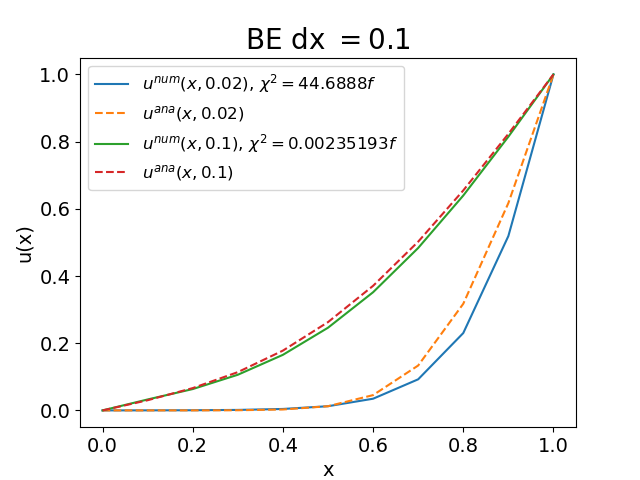 BE dx = 0.1
u^{num}(x, 0.02), χ² = 44.6888f
u^{ana}(x, 0.02)
u^{num}(x, 0.1), χ² = 0.00235193f
u^{ana}(x, 0.1)
1.0
0.8
0.6
0.4
0.2
0.0
u(x)
0.0 0.2 0.4 0.6 0.8 1.0
x